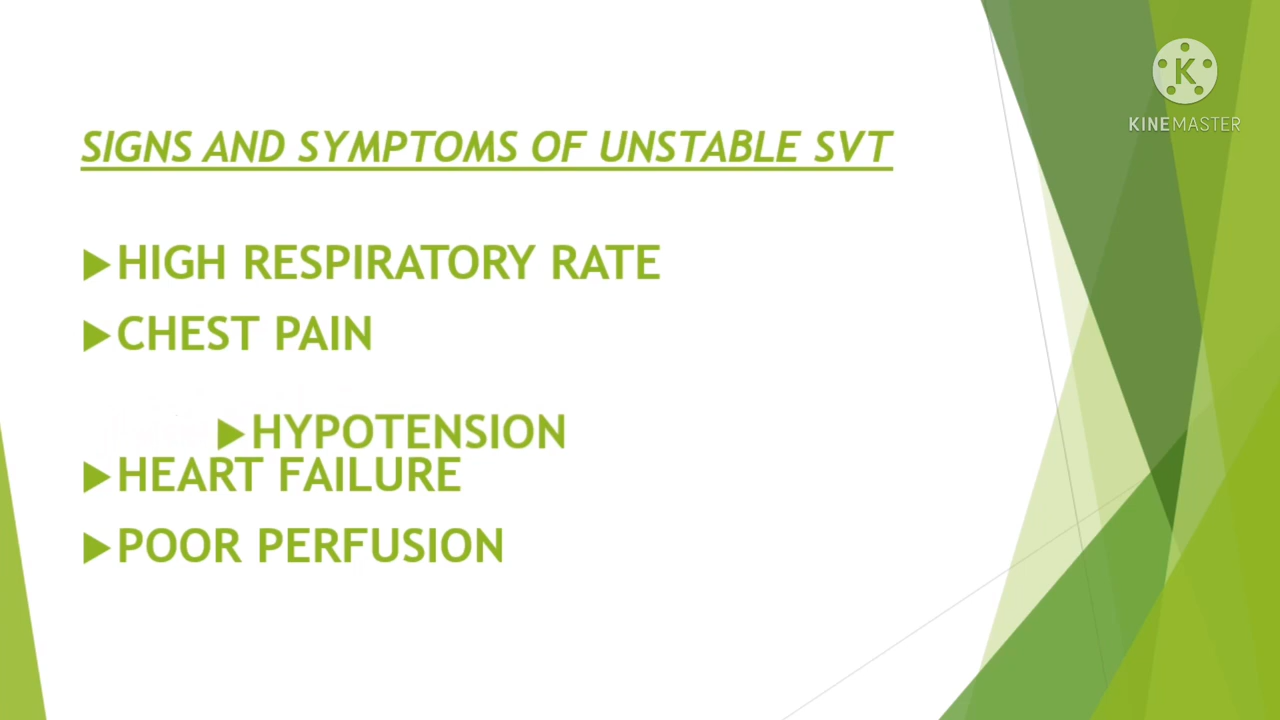 SIGNS AND SYMPTOMS OF UNSTABLE SVT
HIGH RESPIRATORY RATE
CHEST PAIN
HYPOTENSION
HEART FAILURE
POOR PERFUSION
K
KINEMASTER